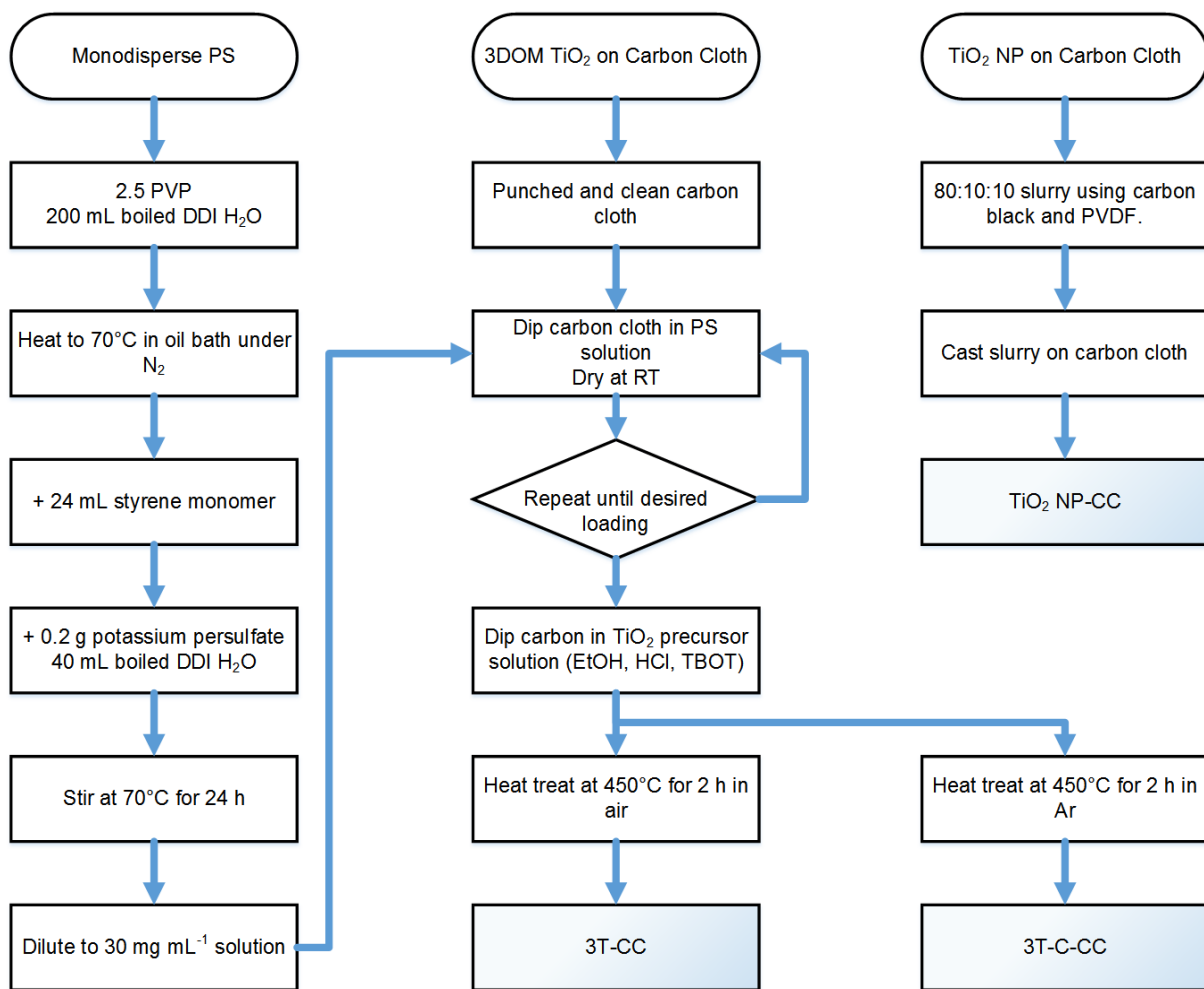 Monodisperse PS
2.5 PVP
200 mL boiled DDI H₂O
Heat to 70°C in oil bath under
N₂
+ 24 mL styrene monomer
+ 0.2 g potassium persulfate
40 mL boiled DDI H₂O
Stir at 70°C for 24 h
Dilute to 30 mg mL⁻¹ solution
3DOM TiO₂ on Carbon Cloth
Punched and clean carbon
cloth
Dip carbon cloth in PS
solution
Dry at RT
Repeat until desired
loading
Dip carbon in TiO₂ precursor
solution (EtOH, HCl, TBOT)
Heat treat at 450°C for 2 h in
air
3T-CC
Heat treat at 450°C for 2 h in
Ar
3T-C-CC
TiO₂ NP on Carbon Cloth
80:10:10 slurry using carbon
black and PVDF.
Cast slurry on carbon cloth
TiO₂ NP-CC